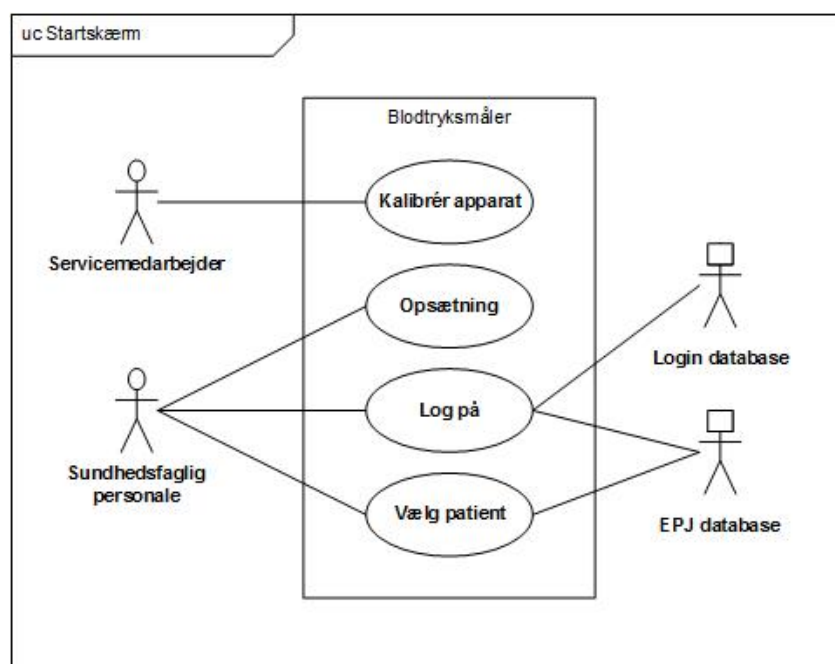 uc Startskærm
Blodtryksmåler
Kalibrér apparat
Servicemedarbejder
Opsætning
Login database
Log på
Sundhedsfaglig
personale
Vælg patient
EPJ database